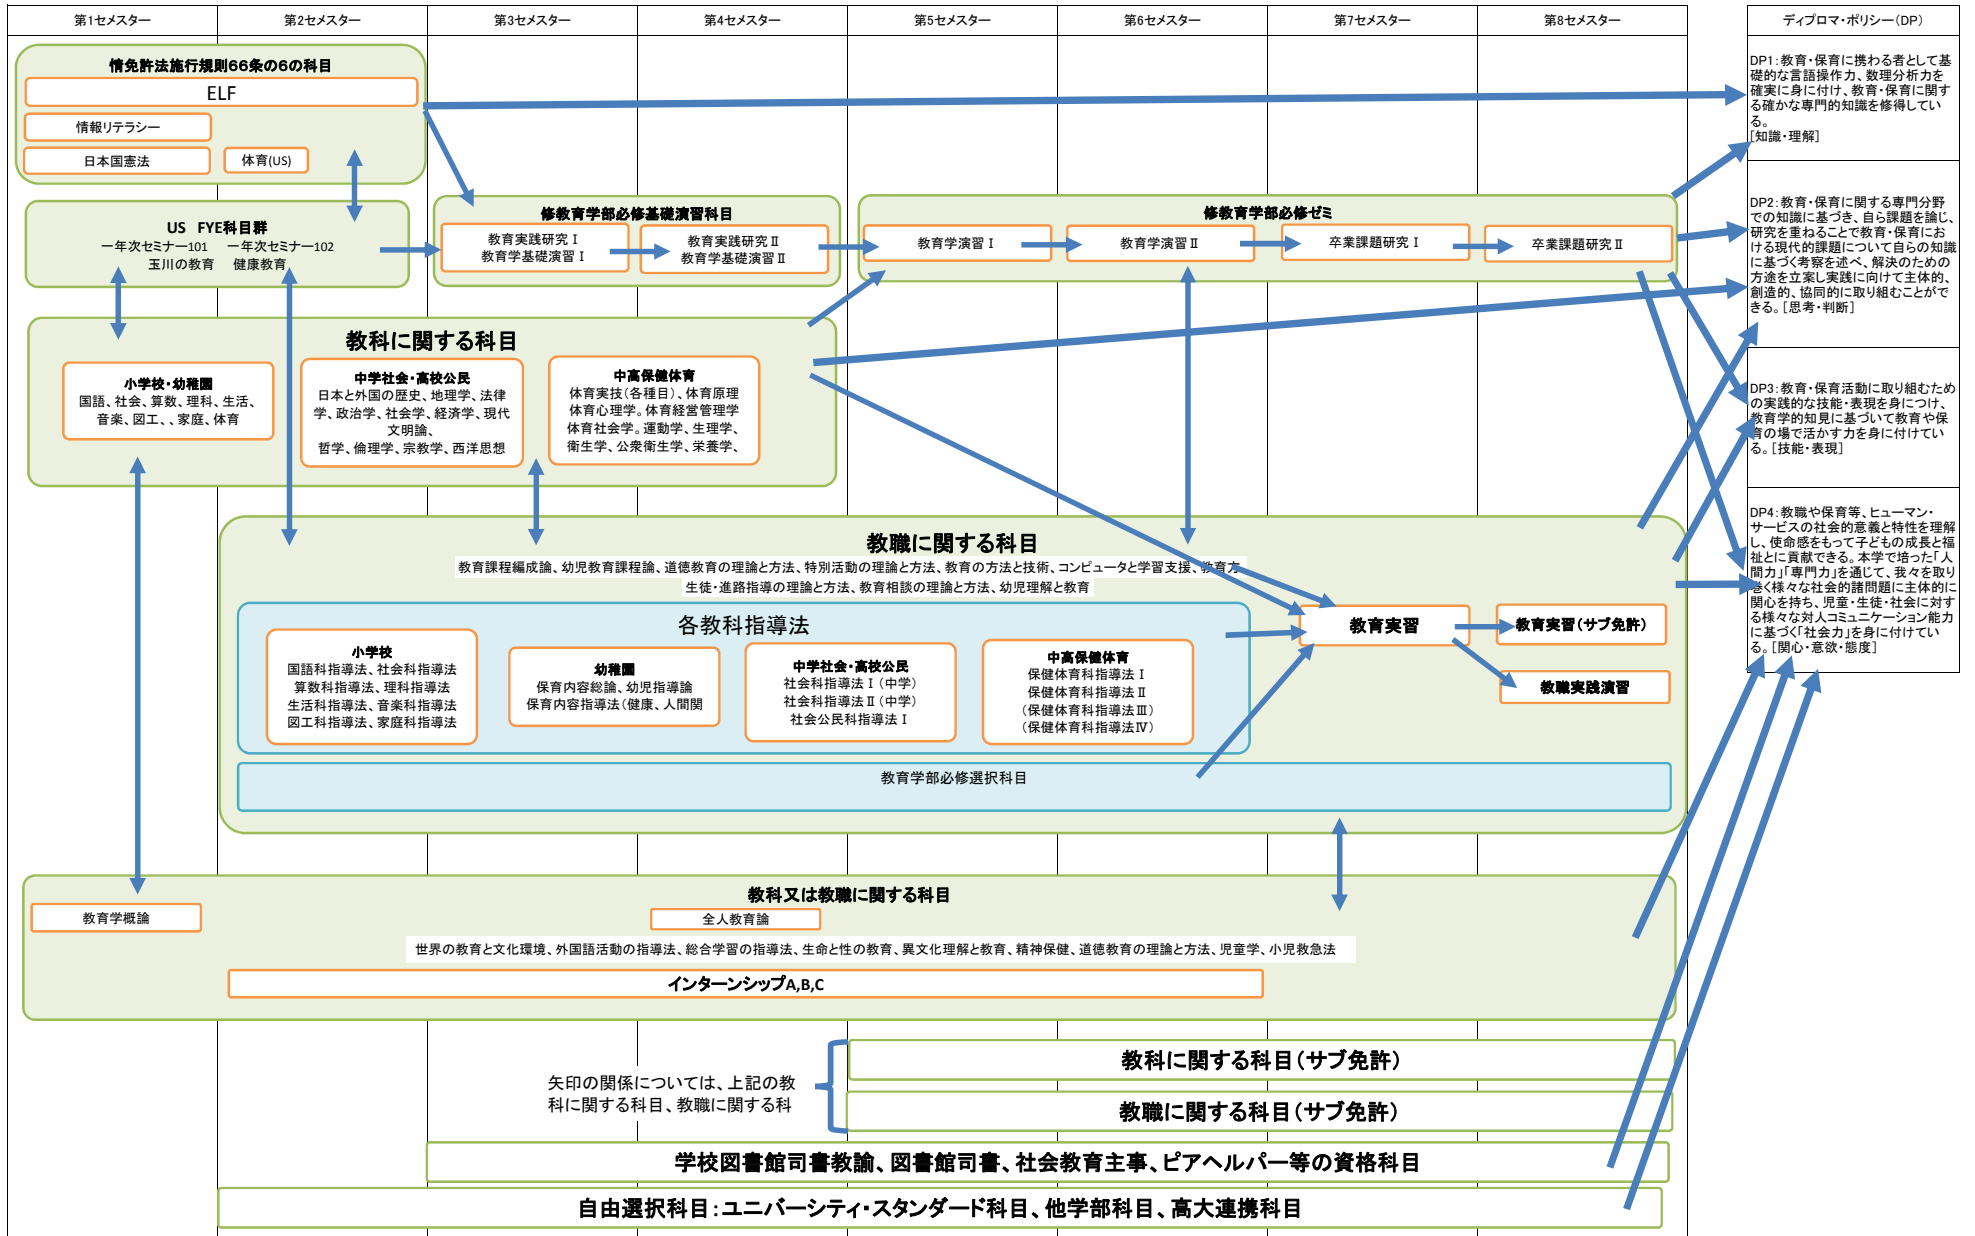 第1セメスター
第2セメスター
第3セメスター
第4セメスター
第5セメスター
第6セメスター
第7セメスター
第8セメスター
ディプロマ・ポリシー(DP)
情免許法施行規則66条の6の科目
ELF
情報リテラシー
日本国憲法
体育(US)
US FYE科目群
一年次セミナー101 一年次セミナー102
玉川の教育 健康教育
修教育学部必修基礎演習科目
教育実践研究Ⅰ
教育学基礎演習Ⅰ
教育実践研究Ⅱ
教育学基礎演習Ⅱ
修教育学部必修ゼミ
教育学演習Ⅰ
教育学演習Ⅱ
卒業課題研究Ⅰ
卒業課題研究Ⅱ
教科に関する科目
小学校・幼稚園
国語、社会、算数、理科、生活、
音楽、図工、、家庭、体育
中学社会・高校公民
日本と外国の歴史、地理学、法律
学、政治学、社会学、経済学、現代
文明論、
哲学、倫理学、宗教学、西洋思想
中高保健体育
体育実技(各種目)、体育原理
体育心理学。体育経営管理学
体育社会学。運動学、生理学、
衛生学、公衆衛生学、栄養学、
教職に関する科目
教育課程編成論、幼児教育課程論、道徳教育の理論と方法、特別活動の理論と方法、教育の方法と技術、コンピュータと学習支援、教育方
生徒・進路指導の理論と方法、教育相談の理論と方法、幼児理解と教育
各教科指導法
小学校
国語科指導法、社会科指導法
算数科指導法、理科指導法
生活科指導法、音楽科指導法
図工科指導法、家庭科指導法
幼稚園
保育内容総論、幼児指導論
保育内容指導法(健康、人間関
中学社会・高校公民
社会科指導法Ⅰ(中学)
社会科指導法Ⅱ(中学)
社会公民科指導法Ⅰ
中高保健体育
保健体育科指導法Ⅰ
保健体育科指導法Ⅱ
(保健体育科指導法Ⅲ)
(保健体育科指導法Ⅳ)
教育実習
教育実習(サブ免許)
教職実践演習
教育学部必修選択科目
教科又は教職に関する科目
教育学概論
全人教育論
世界の教育と文化環境、外国語活動の指導法、総合学習の指導法、生命と性の教育、異文化理解と教育、精神保健、道徳教育の理論と方法、児童学、小児救急法
インターンシップA,B,C
矢印の関係については、上記の教
科に関する科目、教職に関する科
教科に関する科目(サブ免許)
教職に関する科目(サブ免許)
学校図書館司書教諭、図書館司書、社会教育主事、ピアヘルパー等の資格科目
自由選択科目:ユニバーシティ・スタンダード科目、他学部科目、高大連携科目
DP1:教育・保育に携わる者として基
礎的な言語操作力、数理分析力を
確実に身に付け、教育・保育に関す
る確かな専門的知識を修得してい
る。
[知識・理解]
DP2:教育・保育に関する専門分野
での知識に基づき、自ら課題を論じ、
研究を重ねることで教育・保育にお
ける現代的課題について自らの知識
に基づく考察を述べ、解決のための
方途を立案し実践に向けて主体的、
創造的、協同的に取り組むことがで
きる。[思考・判断]
DP3:教育・保育活動に取り組むため
の実践的な技能・表現を身につけ、
教育学的知見に基づいて教育や保
育の場で活かす力を身に付けてい
る。[技能・表現]
DP4:教職や保育等、ヒューマン・
サービスの社会的意義と特性を理解
し、使命感をもって子どもの成長と福
祉とに貢献できる。本学で培った「人
間力」「専門力」を通じて、我々を取り
巻く様々な社会的諸問題に主体的に
関心を持ち、児童・生徒・社会に対す
る様々な対人コミュニケーション能力
に基づく「社会力」を身に付けてい
る。[関心・意欲・態度]